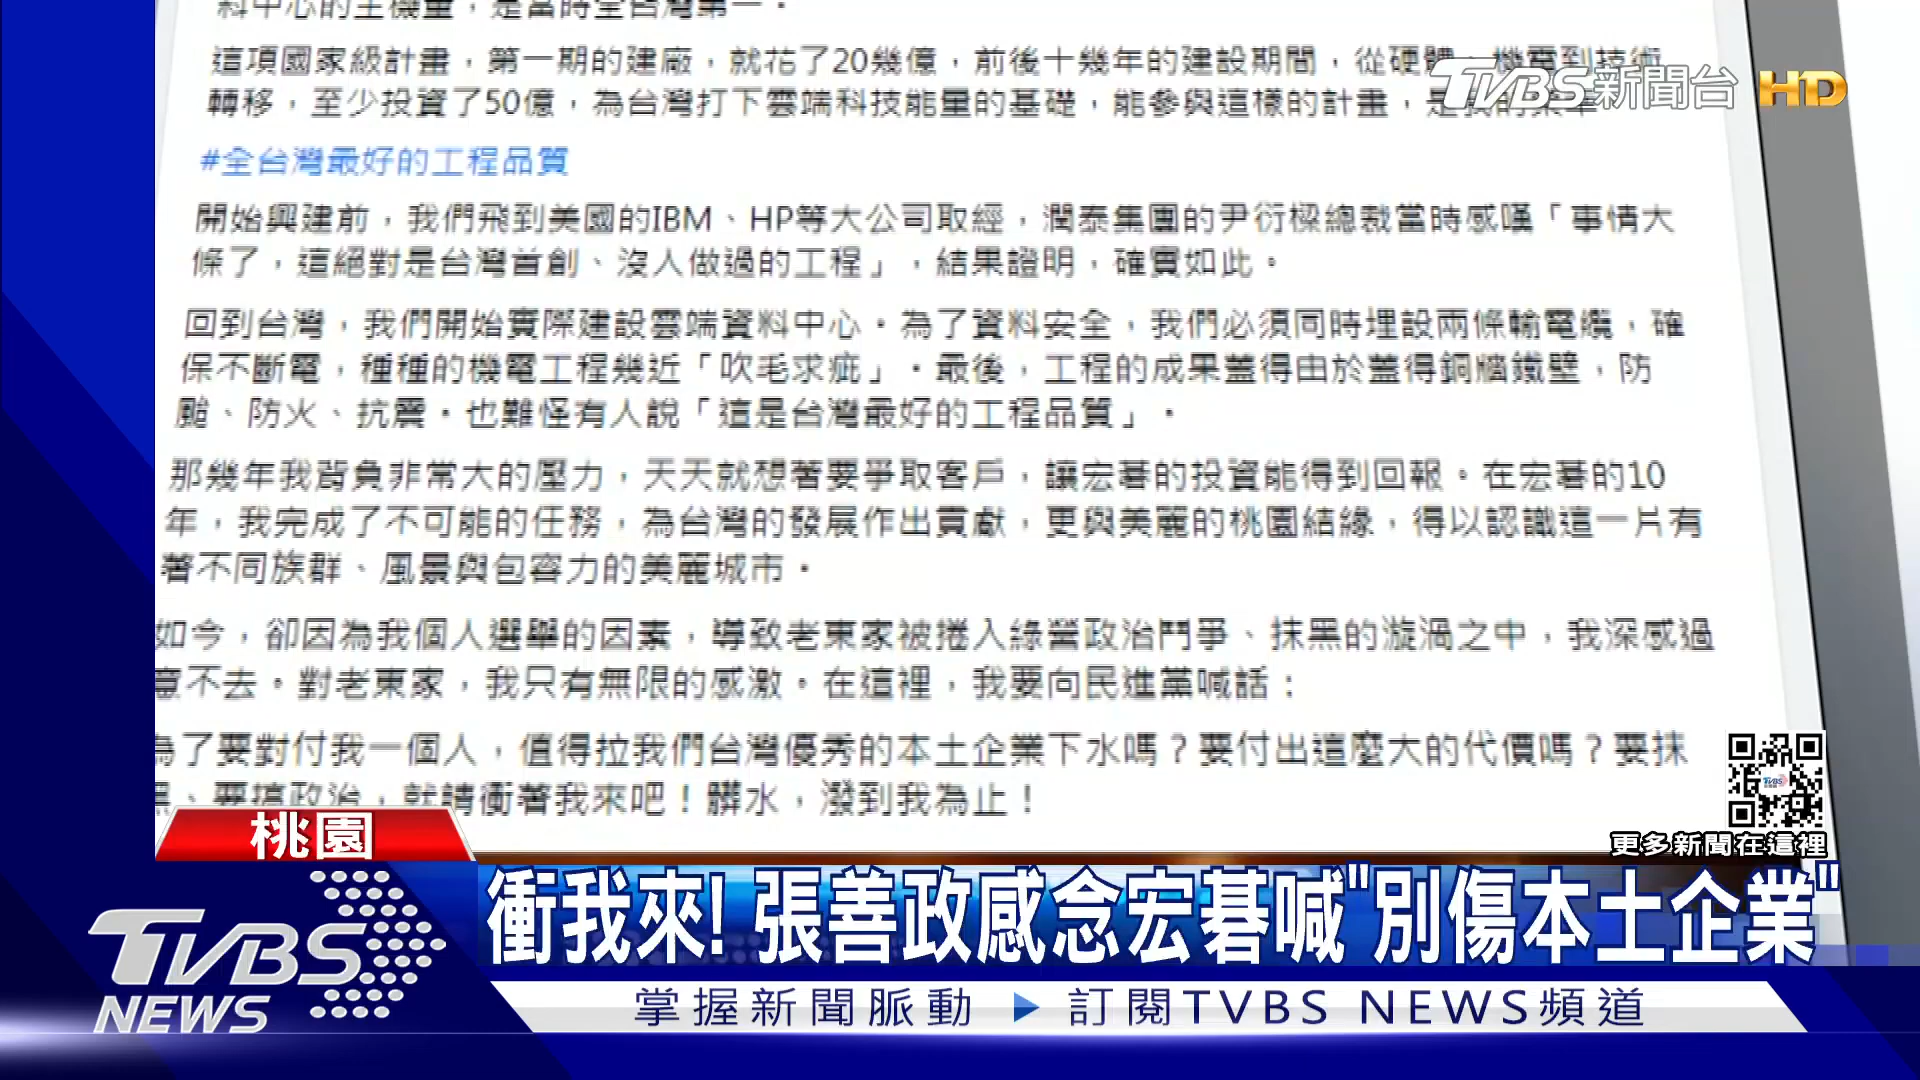 料中心的主機量，是當時全台灣第一。
這項國家級計畫，第一期的建廠，就花了20幾億，前後十幾年的建設期間，從硬體、機電到技術
轉移，至少投資了50億，為台灣打下雲端科技能量的基礎，能參與這樣的計畫，是我的榮幸
TVBS新聞台 HD
#全台灣最好的工程品質
開始興建前，我們飛到美國的IBM、HP等大公司取經，潤泰集團的尹衍樑總裁當時感嘆「事情大
條了，這絕對是台灣首創、沒人做過的工程」，結果證明，確實如此。
回到台灣，我們開始實際建設雲端資料中心。為了資料安全，我們必須同時埋設兩條輸電纜，確
保不斷電，種種的機電工程幾近「吹毛求疵」。最後，工程的成果蓋得由於蓋得銅牆鐵壁，防
颱、防火、抗震。也難怪有人說「這是台灣最好的工程品質」。
那幾年我背負非常大的壓力，天天就想著要爭取客戶，讓宏碁的投資能得到回報。在宏碁的10
年，我完成了不可能的任務，為台灣的發展作出貢獻，更與美麗的桃園結緣，得以認識這一片有
著不同族群、風景與包容力的美麗城市。
如今，卻因為我個人選舉的因素，導致老東家被捲入綠營政治鬥爭、抹黑的漩渦之中，我深感過
意不去。對老東家，我只有無限的感激。在這裡，我要向民進黨喊話：
為了要對付我一個人，值得拉我們台灣優秀的本土企業下水嗎？要付出這麼大的代價嗎？要抹
黑、要搞政治，就請衝著我來吧！髒水，潑到我為止！
TVBS
更多新聞在這裡
桃園
衝我來! 張善政感念宏碁喊"別傷本土企業"
TVBS NEWS
掌握新聞脈動 ▶ 訂閱TVBS NEWS頻道